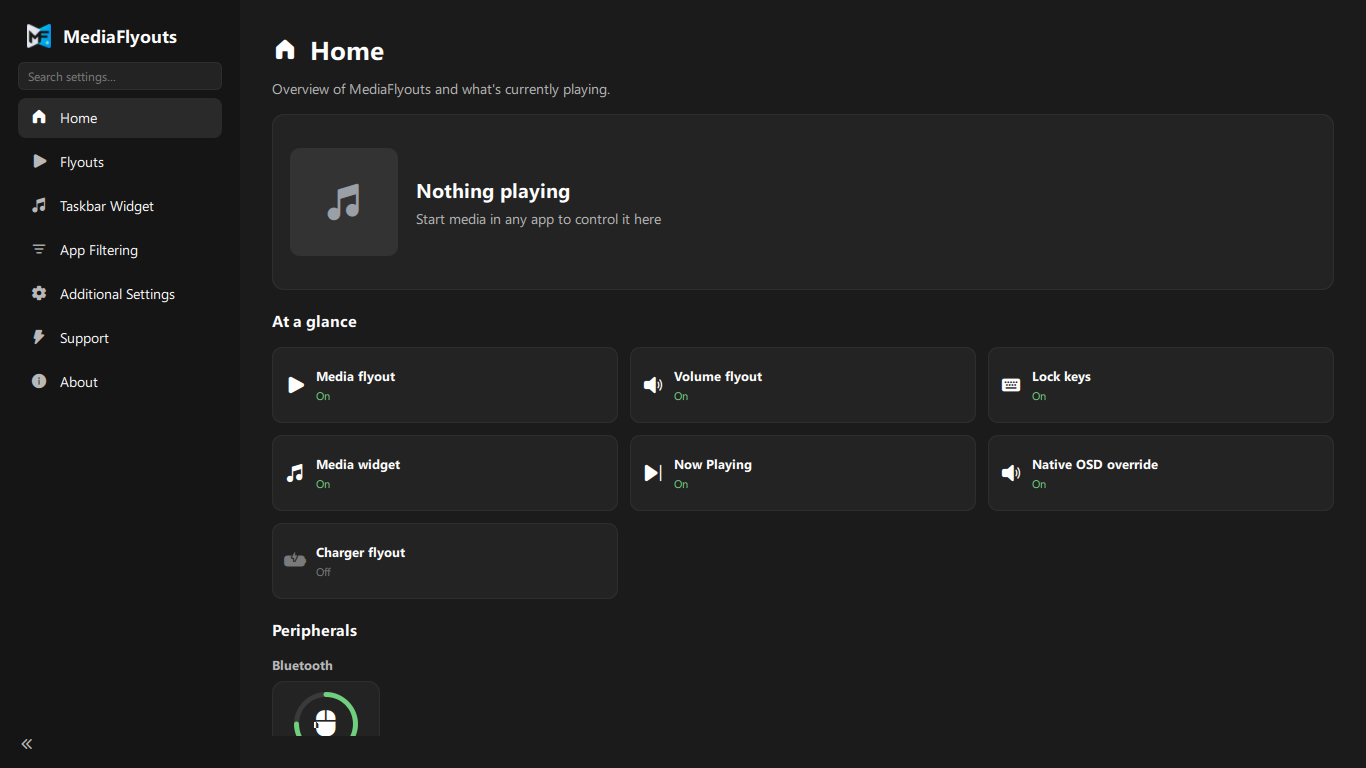 MediaFlyouts
Search settings...
Home
Flyouts
Taskbar Widget
App Filtering
Additional Settings
Support
About
Home
Overview of MediaFlyouts and what's currently playing.
Nothing playing
Start media in any app to control it here
At a glance
Media flyout
On
Volume flyout
On
Lock keys
On
Media widget
On
Now Playing
On
Native OSD override
On
Charger flyout
Off
Peripherals
Bluetooth